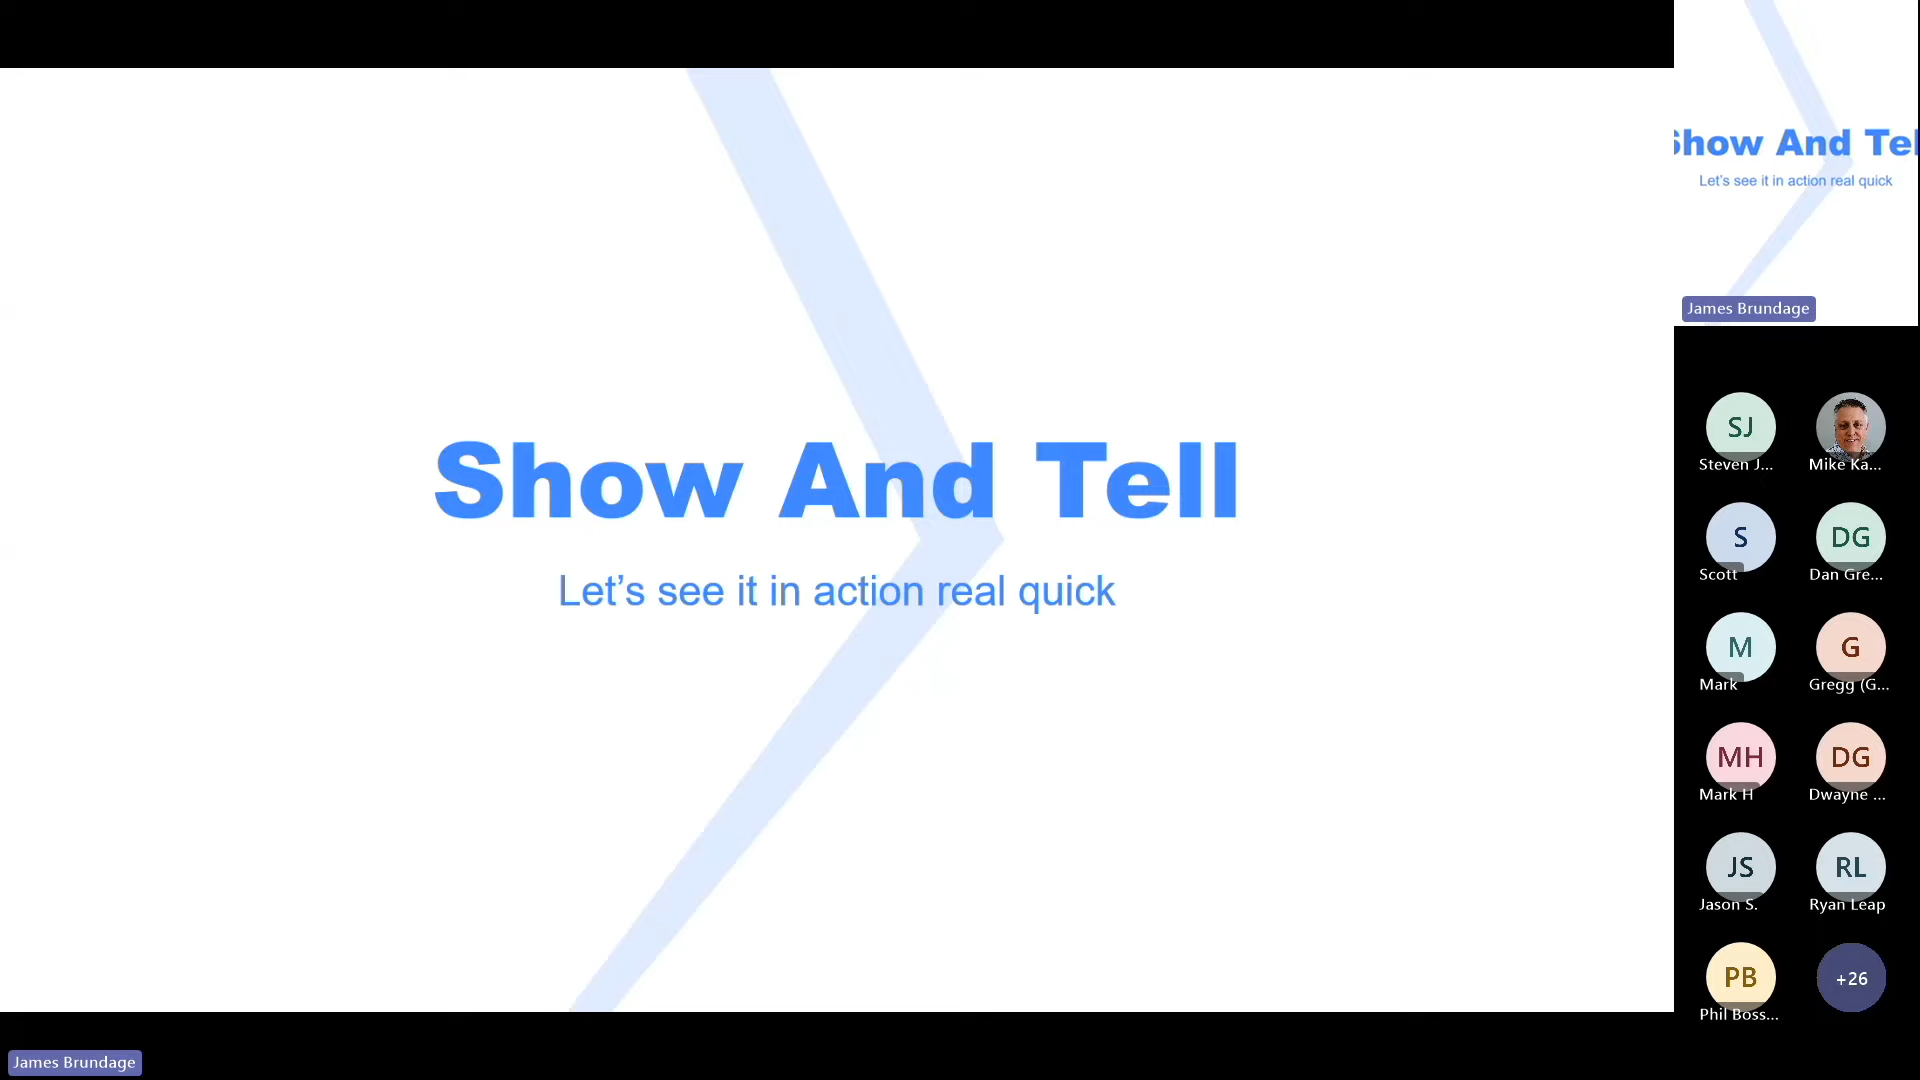 Show And Tell
Let’s see it in action real quick
James Brundage
Show And Tel
Let’s see it in action real quick
James Brundage
SJ
Steven J...
Mike Ka...
S
Scott
DG
Dan Gre...
M
Mark
G
Gregg (G...
MH
Mark H
DG
Dwayne ...
JS
Jason S.
RL
Ryan Leap
PB
Phil Boss...
+26